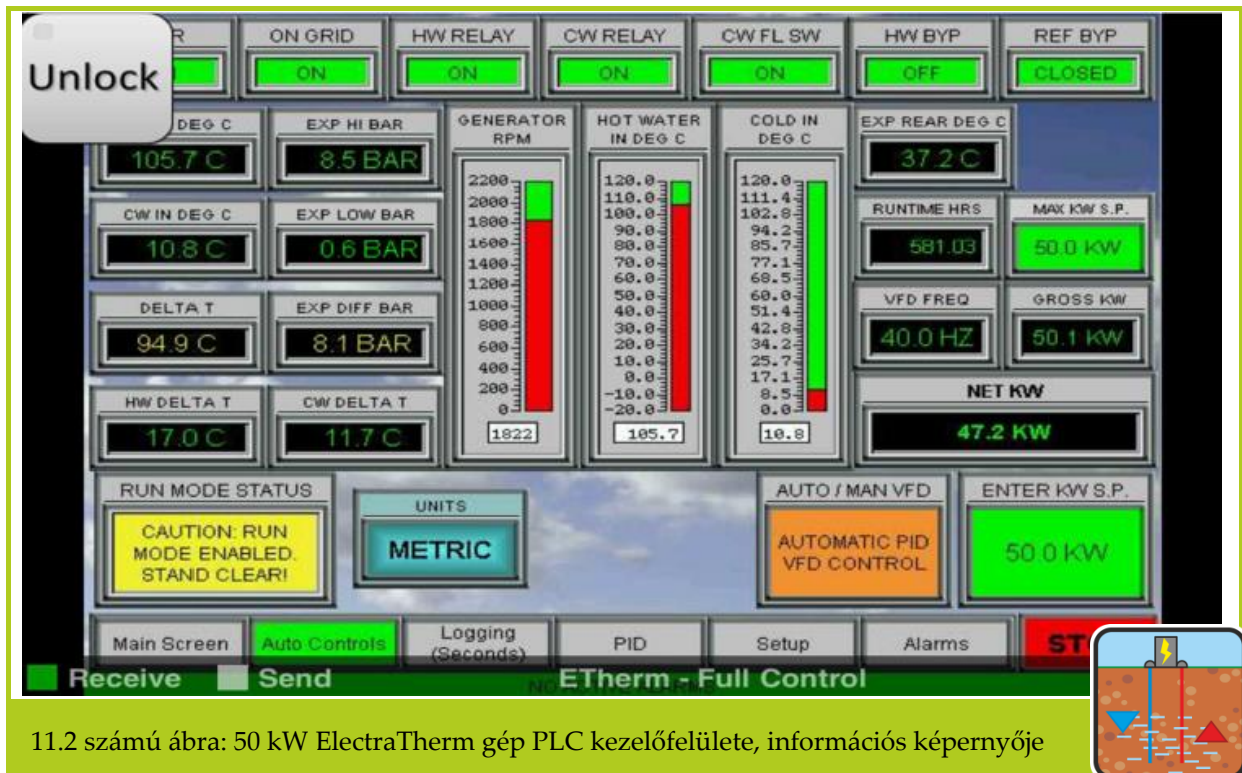 Unlock
R
ON GRID
HW RELAY
CW RELAY
CW FL SW
HW BYP
REF BYP
ON
ON
ON
ON
OFF
CLOSED
DEG C
EXP HI BAR
GENERATOR
RPM
HOT WATER
IN DEG C
COLD IN
DEG C
EXP REAR DEG C
105.7 C
8.5 BAR
37.2 C
2200
2000
1800
1600
1400
1200
1000
800
600
400
200
0
1822
120.0
110.0
100.0
90.0
80.0
70.0
60.0
50.0
40.0
30.0
20.0
10.0
0.0
-10.0
-20.0
105.7
120.0
111.4
102.8
94.2
85.7
77.1
68.5
60.0
51.4
42.8
34.2
25.7
17.1
8.5
0.0
10.8
CW IN DEG C
EXP LOW BAR
RUNTIME HRS
MAX KW S.P.
10.8 C
0.6 BAR
581.03
50.0 KW
DELTA T
EXP DIFF BAR
VFD FREQ
GROSS KW
94.9 C
8.1 BAR
40.0 HZ
50.1 KW
HW DELTA T
CW DELTA T
NET KW
17.0 C
11.7 C
47.2 KW
RUN MODE STATUS
CAUTION: RUN
MODE ENABLED.
STAND CLEAR!
UNITS
METRIC
AUTO / MAN VFD
AUTOMATIC PID
VFD CONTROL
ENTER KW S.P.
50.0 KW
Main Screen
Auto Controls
Logging
(Seconds)
PID
Setup
Alarms
ST
Receive
Send
ETherm - Full Control
11.2 számú ábra: 50 kW ElectraTherm gép PLC kezelőfelülete, információs képernyője